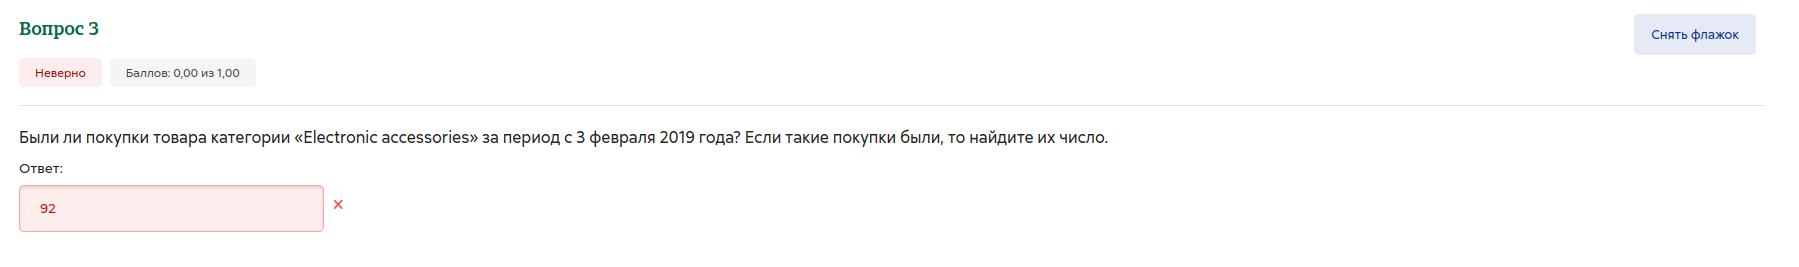 Вопрос 3
Снять флажок
Неверно
Баллов: 0,00 из 1,00
Были ли покупки товара категории «Electronic accessories» за период с 3 февраля 2019 года? Если такие покупки были, то найдите их число.
Ответ:
92